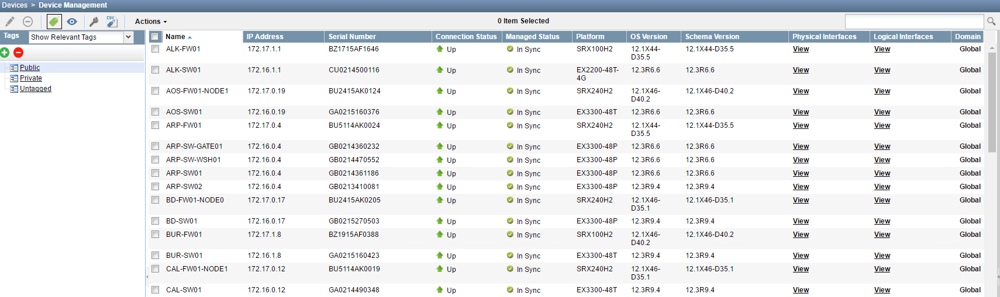 Devices > Device Management
CSV
Actions
0 Item Selected
Tags Show Relevant Tags
Public
Private
Untagged
Name IP Address Serial Number Connection Status Managed Status Platform OS Version Schema Version Physical Interfaces Logical Interfaces Domain
ALK-FW01 172.17.1.1 BZ1715AF1646 Up In Sync SRX100H2 12.1X44- 12.1X44-D35.5 View View Global
D35.5
ALK-SW01 172.16.1.1 CU0214500116 Up In Sync EX2200-48T- 12.3R6.6 12.3R6.6 View View Global
4G
AOS-FW01-NODE1 172.17.0.19 BU2415AK0124 Up In Sync SRX240H2 12.1X46- 12.1X46-D40.2 View View Global
D40.2
AOS-SW01 172.16.0.19 GA0215160376 Up In Sync EX3300-48T 12.3R6.6 12.3R6.6 View View Global
ARP-FW01 172.17.0.4 BU5114AK0024 Up In Sync SRX240H2 12.1X44- 12.1X44-D35.5 View View Global
D35.5
ARP-SW-GATE01 172.16.0.4 GB0214360232 Up In Sync EX3300-48P 12.3R6.6 12.3R6.6 View View Global
ARP-SW-WSH01 172.16.0.4 GB0214470552 Up In Sync EX3300-48P 12.3R6.6 12.3R6.6 View View Global
ARP-SW01 172.16.0.4 GB0214361186 Up In Sync EX3300-48P 12.3R6.6 12.3R6.6 View View Global
ARP-SW02 172.16.0.4 GB0213410081 Up In Sync EX3300-48P 12.3R9.4 12.3R9.4 View View Global
BD-FW01-NODE0 172.17.0.17 BU2415AK0205 Up In Sync SRX240H2 12.1X46- 12.1X46-D35.1 View View Global
D35.1
BD-SW01 172.16.0.17 GB0215270503 Up In Sync EX3300-48P 12.3R9.4 12.3R9.4 View View Global
BUR-FW01 172.17.1.8 BZ1915AF0388 Up In Sync SRX100H2 12.1X46- 12.1X46-D40.2 View View Global
D40.2
BUR-SW01 172.16.1.8 GA0215160423 Up In Sync EX3300-48T 12.3R9.4 12.3R9.4 View View Global
CAL-FW01-NODE1 172.17.0.12 BU5114AK0019 Up In Sync SRX240H2 12.1X46- 12.1X46-D35.1 View View Global
D35.1
CAL-SW01 172.16.0.12 GA0214490348 Up In Sync EX3300-48T 12.3R9.4 12.3R9.4 View View Global